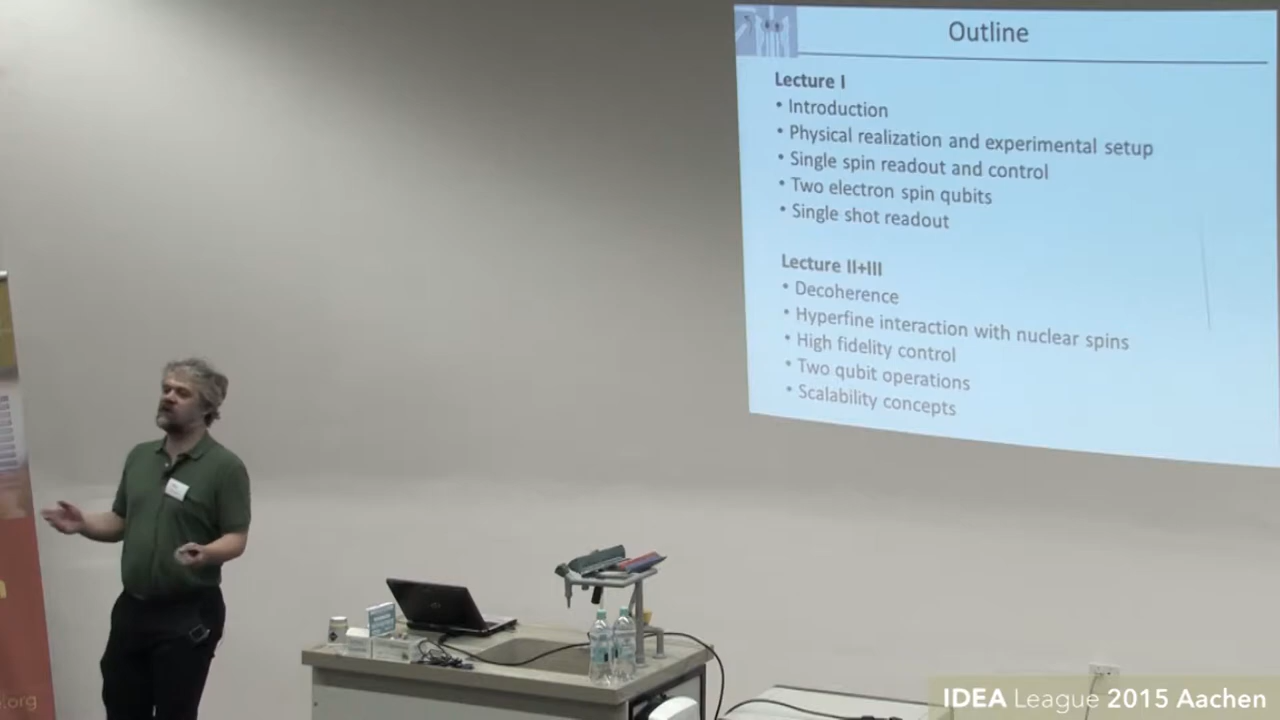 Outline
Lecture I
• Introduction
• Physical realization and experimental setup
• Single spin readout and control
• Two electron spin qubits
• Single shot readout
Lecture II+III
• Decoherence
• Hyperfine interaction with nuclear spins
• High fidelity control
• Two qubit operations
• Scalability concepts
.org
IDEA League 2015 Aachen